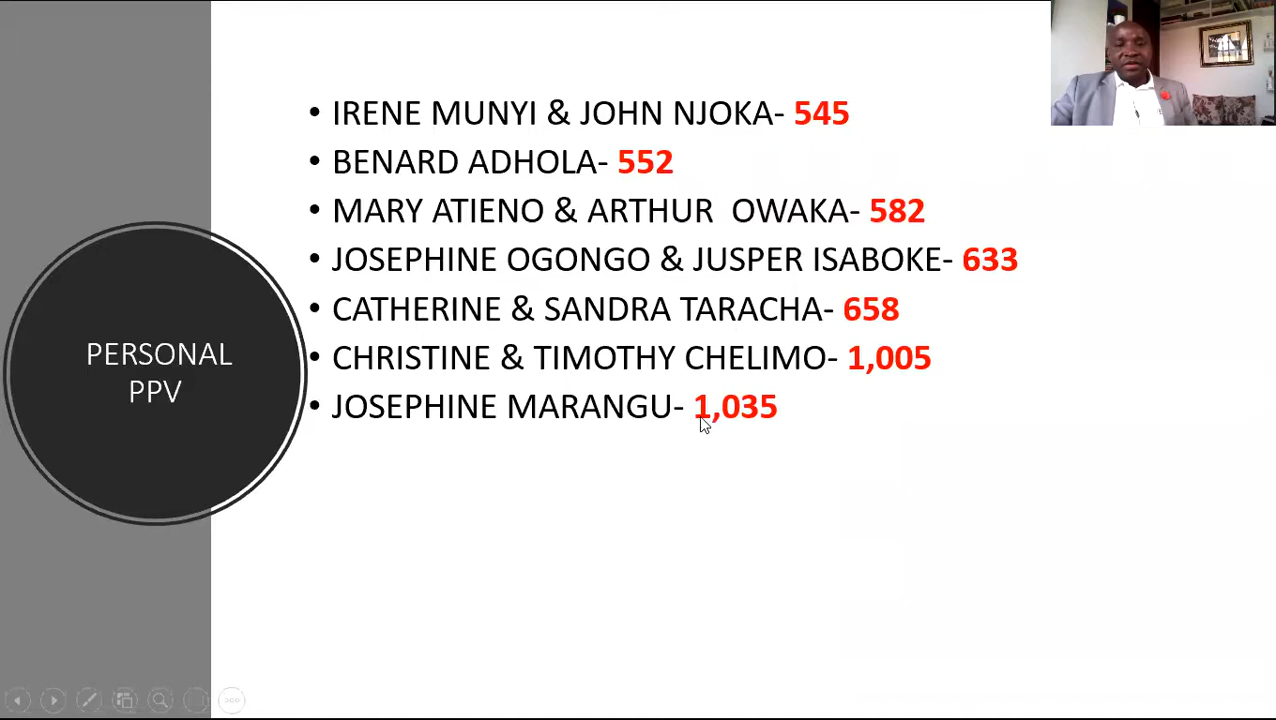 • IRENE MUNYI & JOHN NJOKA- 545
• BENARD ADHOLA- 552
• MARY ATIENO & ARTHUR  OWAKA- 582
• JOSEPHINE OGONGO & JUSPER ISABOKE- 633
• CATHERINE & SANDRA TARACHA- 658
• CHRISTINE & TIMOTHY CHELIMO- 1,005
• JOSEPHINE MARANGU- 1,035
PERSONAL
PPV